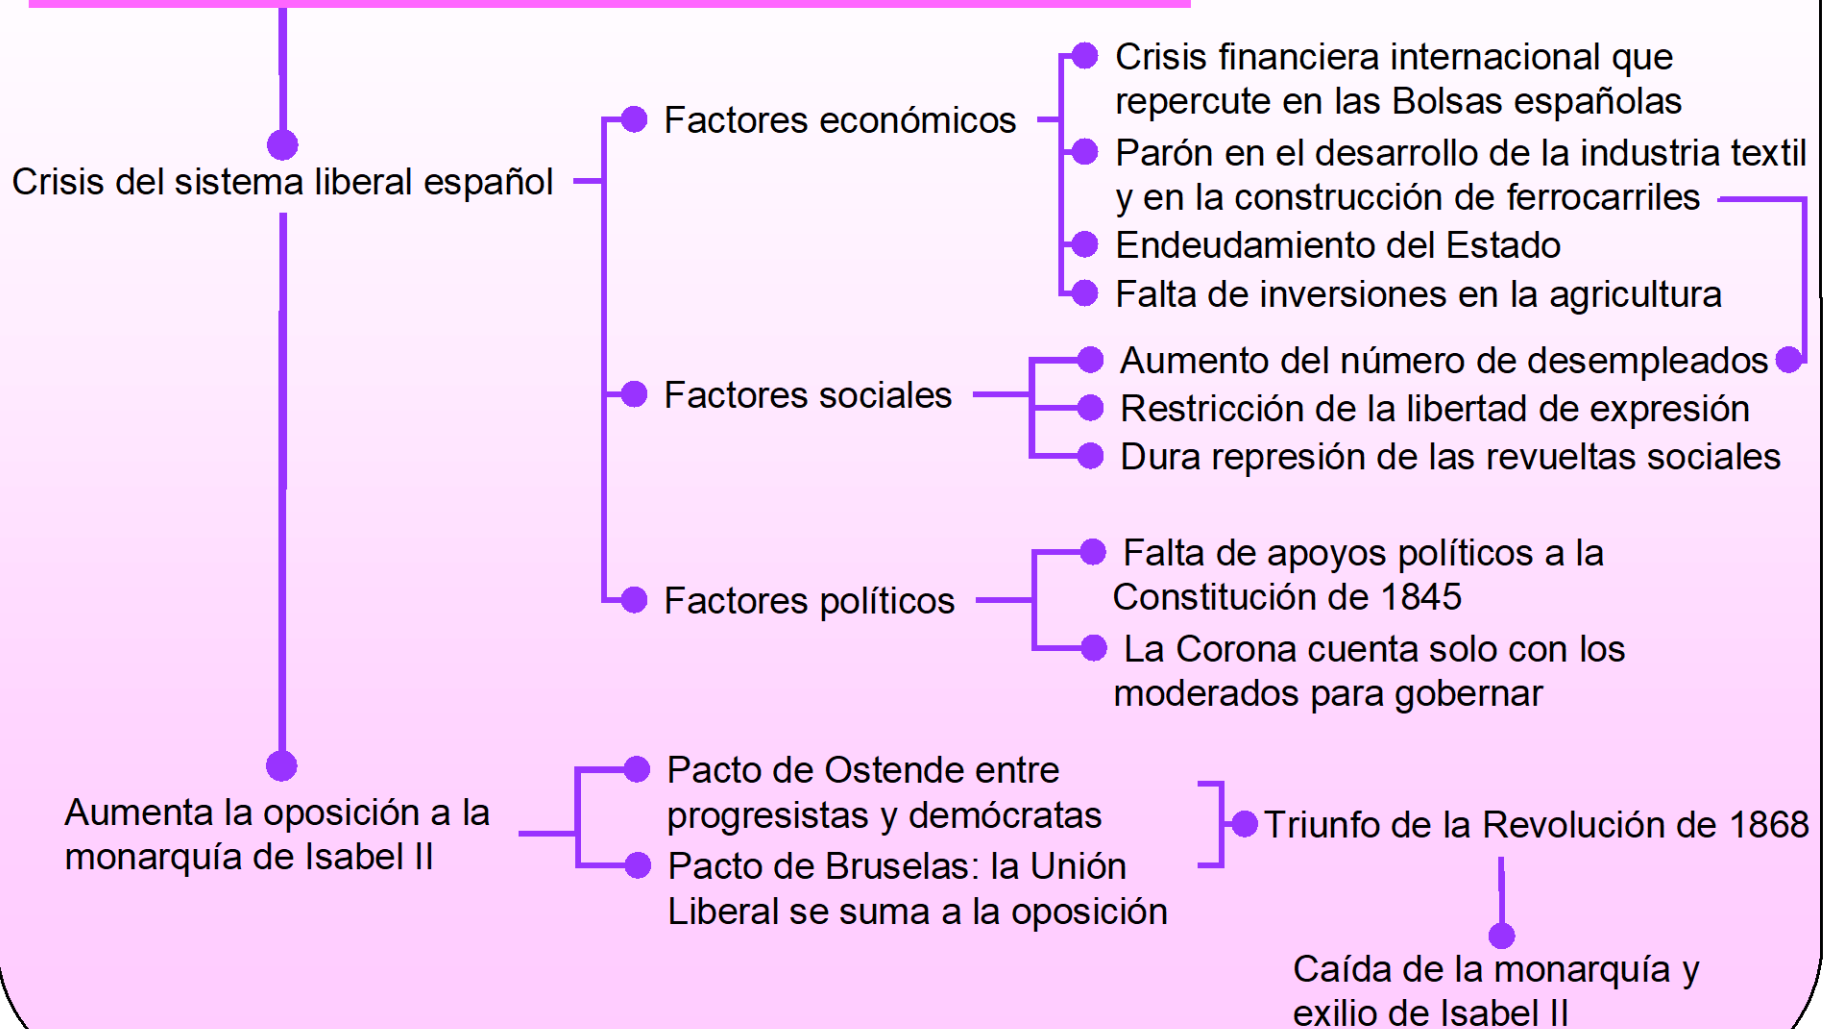 Crisis del sistema liberal español
Factores económicos
Crisis financiera internacional que
repercute en las Bolsas españolas
Parón en el desarrollo de la industria textil
y en la construcción de ferrocarriles
Endeudamiento del Estado
Falta de inversiones en la agricultura
Factores sociales
Aumento del número de desempleados
Restricción de la libertad de expresión
Dura represión de las revueltas sociales
Factores políticos
Falta de apoyos políticos a la
Constitución de 1845
La Corona cuenta solo con los
moderados para gobernar
Aumenta la oposición a la
monarquía de Isabel II
Pacto de Ostende entre
progresistas y demócratas
Pacto de Bruselas: la Unión
Liberal se suma a la oposición
Triunfo de la Revolución de 1868
Caída de la monarquía y
exilio de Isabel II